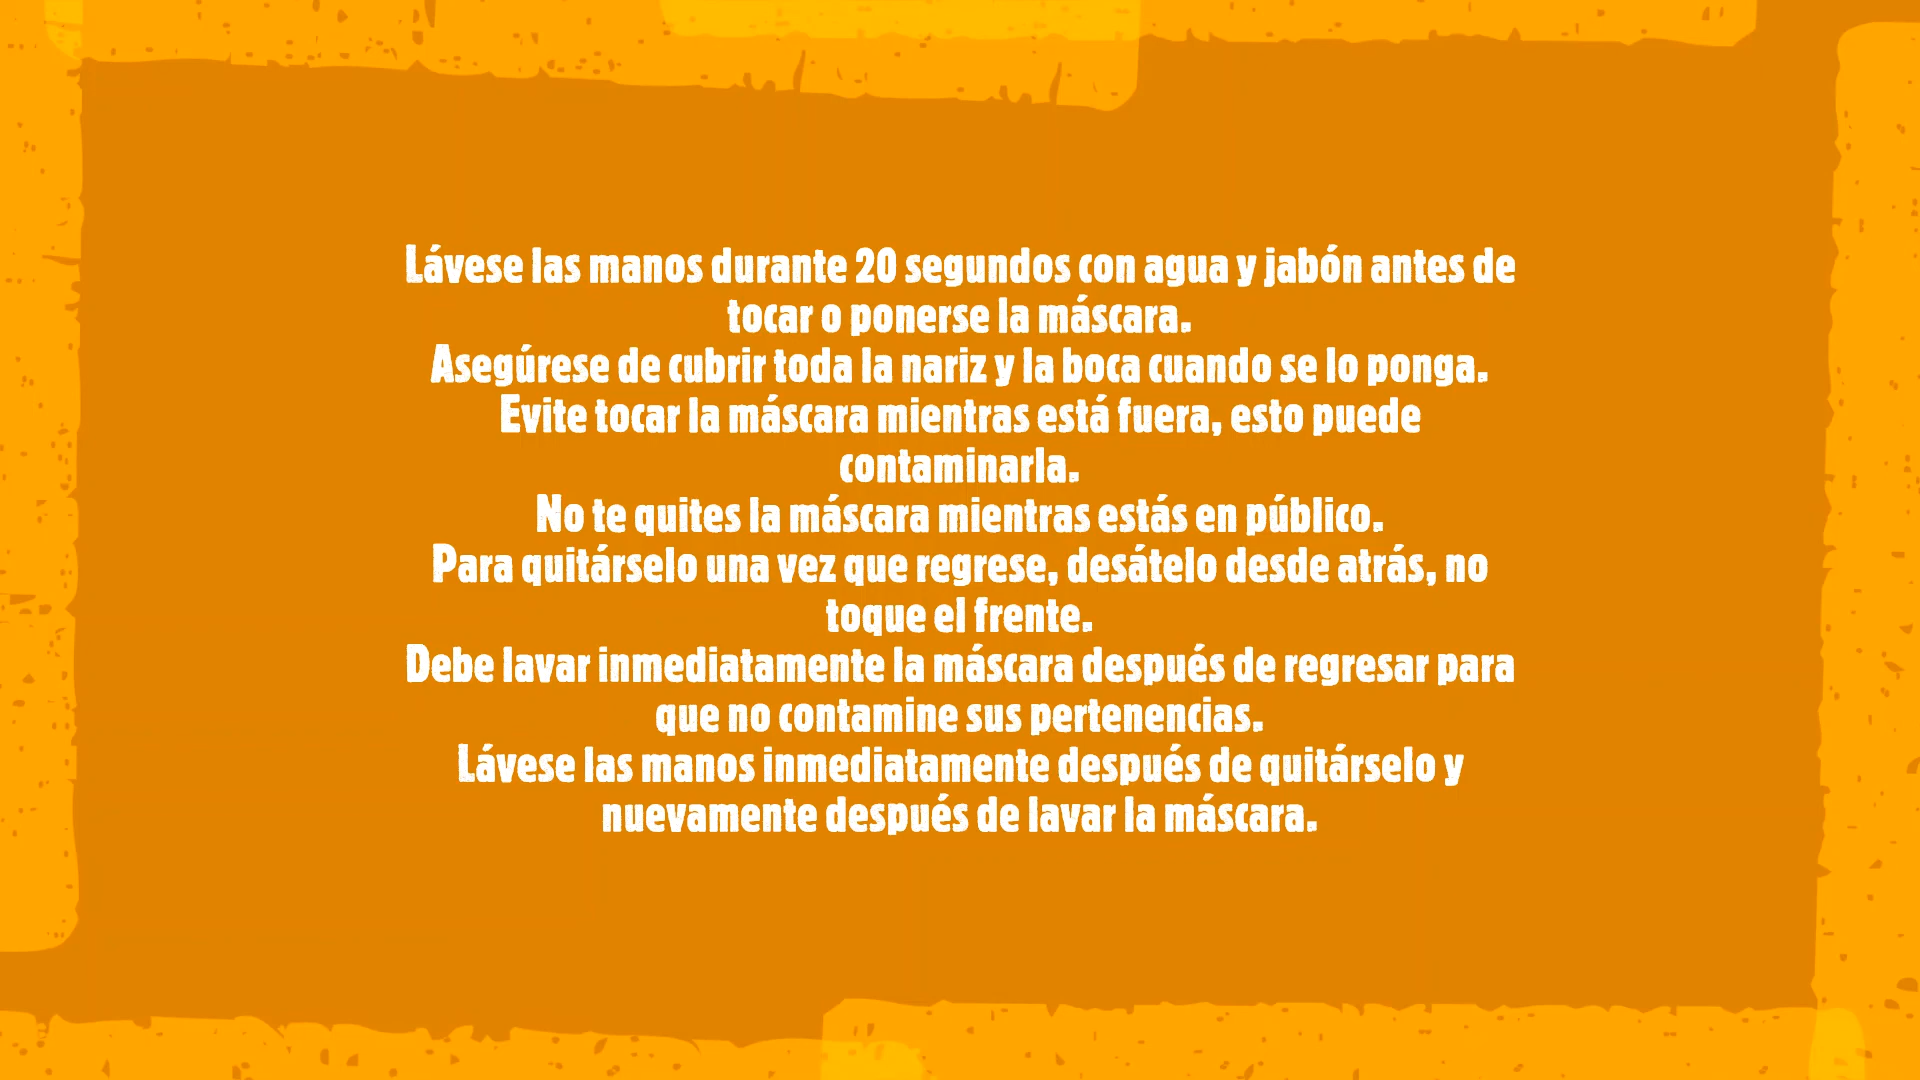 Lávese las manos durante 20 segundos con agua y jabón antes de
tocar o ponerse la máscara.
Asegúrese de cubrir toda la nariz y la boca cuando se lo ponga.
Evite tocar la máscara mientras está fuera, esto puede
contaminarla.
No te quites la máscara mientras estás en público.
Para quitárselo una vez que regrese, desátelo desde atrás, no
toque el frente.
Debe lavar inmediatamente la máscara después de regresar para
que no contamine sus pertenencias.
Lávese las manos inmediatamente después de quitárselo y
nuevamente después de lavar la máscara.